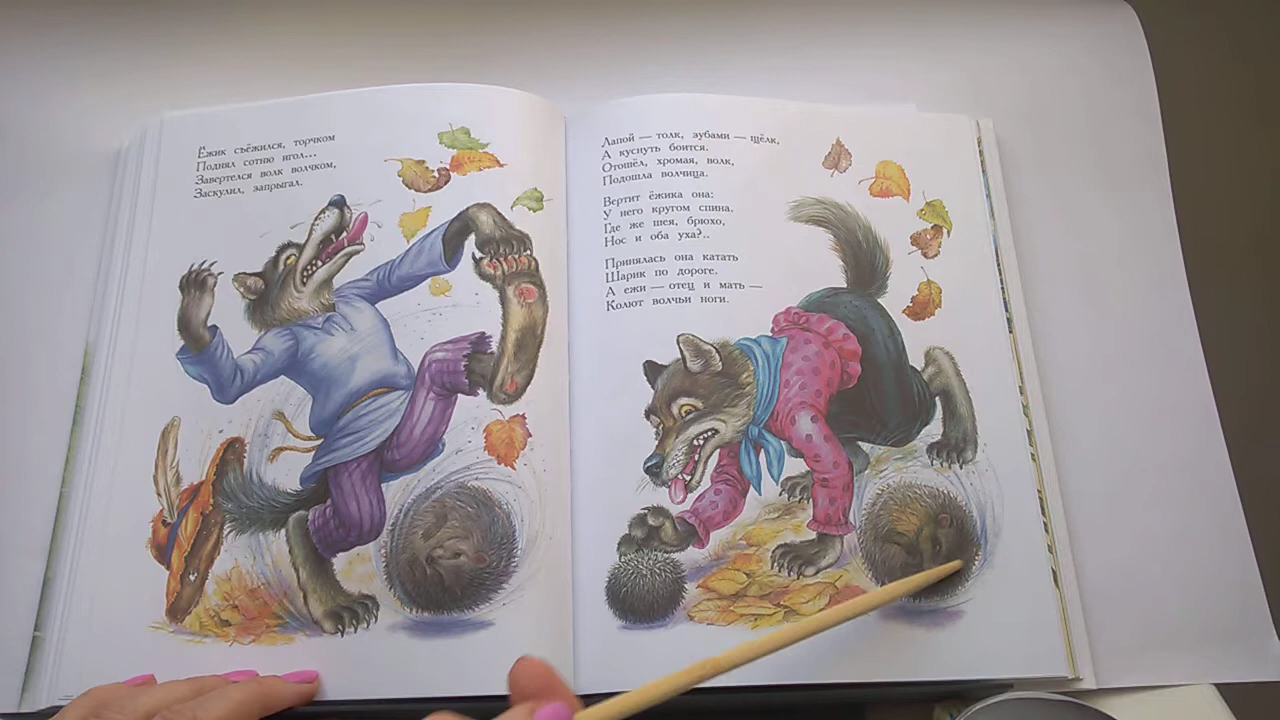 Ёжик съёжился, торчком
Поднял сотню игол...
Завертелся волк волчком,
Заскулил, запрыгал.
Лапой — толк, зубами — щёлк,
А куснуть боится.
Отошёл, хромая, волк,
Подошла волчица.
Вертит ёжика она:
У него кругом спина.
Где же шея, брюхо,
Нос и оба уха?..
Принялась она катать
Шарик по дороге.
А ежи — отец и мать —
Колют волчьи ноги.